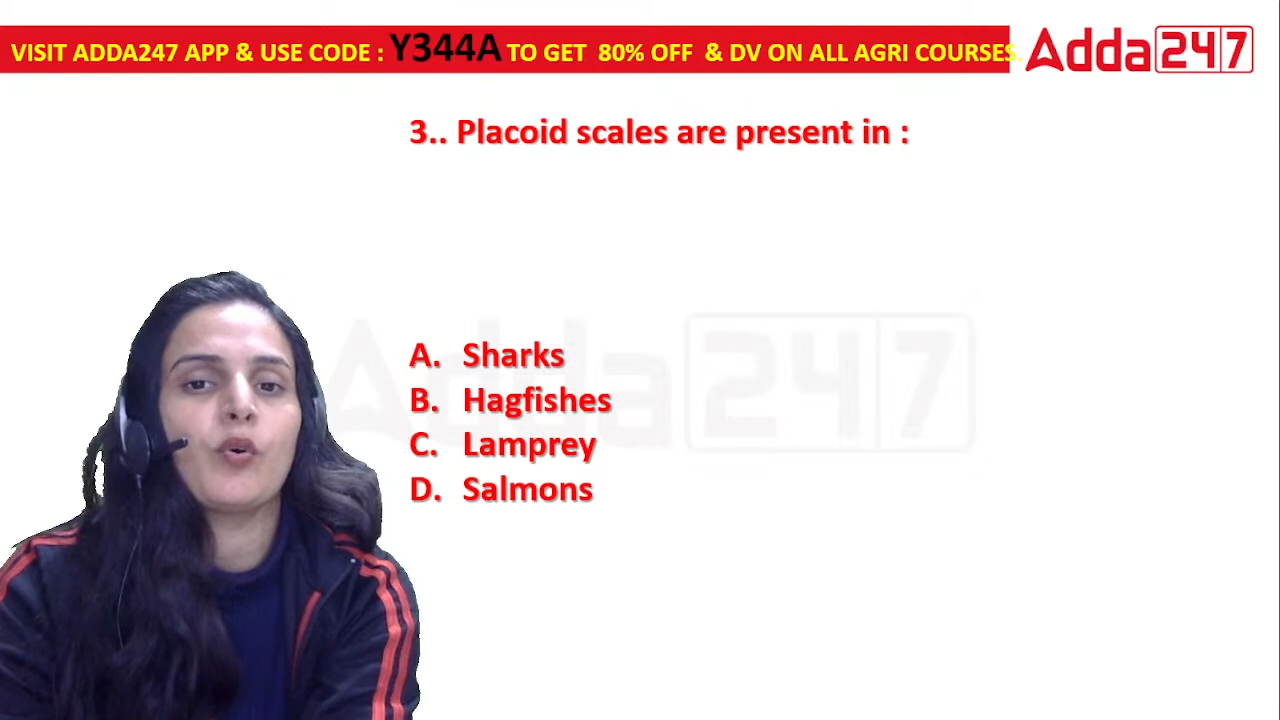 VISIT ADDA247 APP & USE CODE : Y344A TO GET 80% OFF & DV ON ALL AGRI COURSES.
Adda247
3.. Placoid scales are present in :
Adda247
A. Sharks
B. Hagfishes
C. Lamprey
D. Salmons